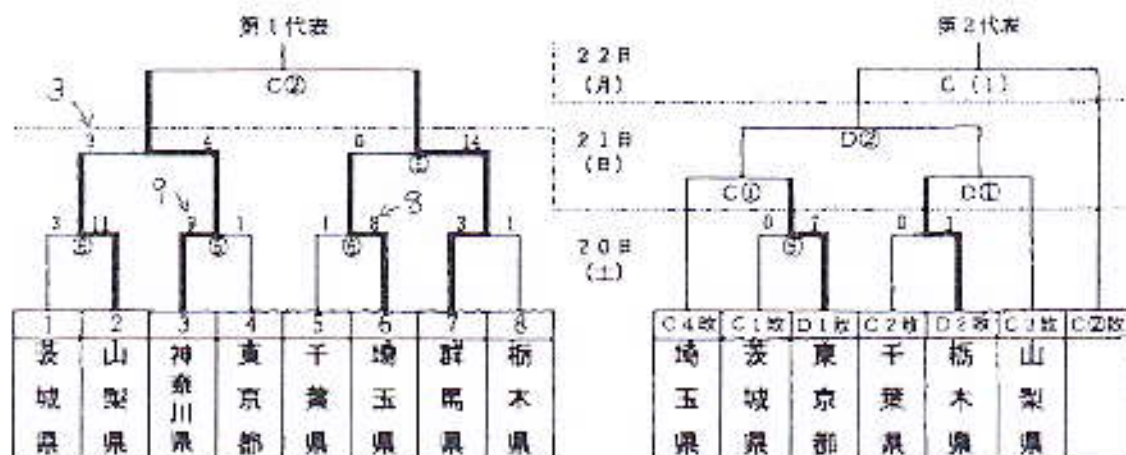 第1代表
第2代表
22日
(月)
C②
C(1)
3
3 4 6 14
21日
(日)
D②
C① D①
9 8
3 11 9 1 1 8 3 1
0 7 0 1
20日
(土)
1 2 3 4 5 6 7 8
C4敗 C1敗 D1敗 C2敗 D2敗 C3敗 C②敗
茨城県 山梨県 神奈川県 東京都 千葉県 埼玉県 群馬県 栃木県
埼玉県 茨城県 東京都 千葉県 栃木県 山梨県